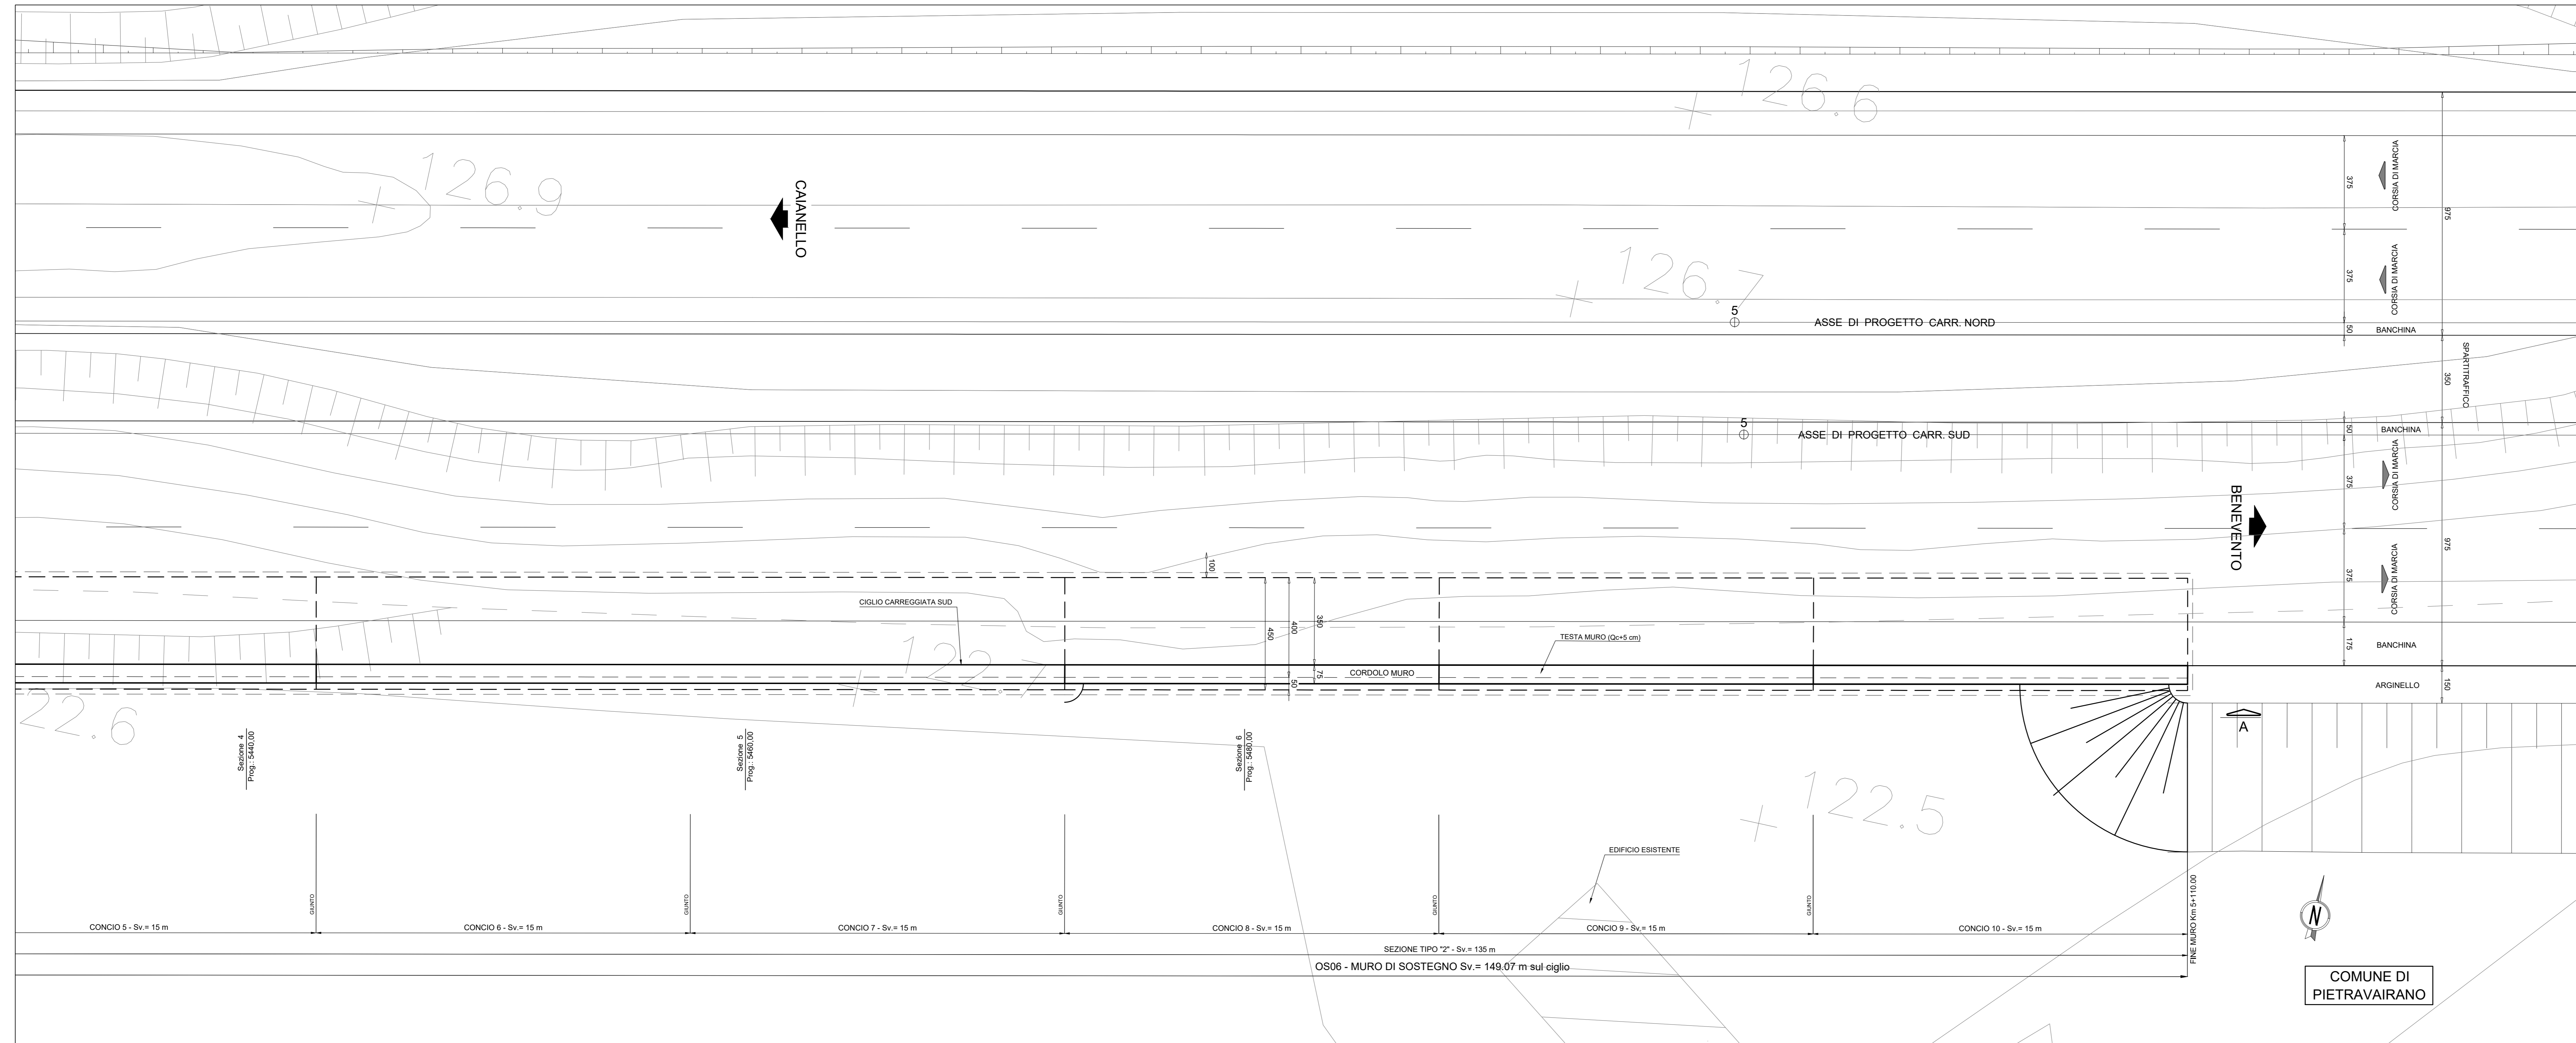 126.6
126.9
CAIANELLO
375
CORSIA DI MARCIA
975
126.7
375
CORSIA DI MARCIA
5
ASSE DI PROGETTO CARR. NORD
50
BANCHINA
SPARTITRAFFICO
350
5
ASSE DI PROGETTO CARR. SUD
50
BANCHINA
375
CORSIA DI MARCIA
BENEVENTO
975
100
375
CORSIA DI MARCIA
CIGLIO CARREGGIATA SUD
450
400
350
TESTA MURO (Qc+5 cm)
175
BANCHINA
122.7
CORDOLO MURO
75
50
ARGINELLO
150
22.6
A
Sezione 4
Prog.: 5440,00
Sezione 5
Prog.: 5460,00
Sezione 6
Prog.: 5480,00
122.5
EDIFICIO ESISTENTE
GIUNTO
GIUNTO
GIUNTO
GIUNTO
GIUNTO
FINE MURO Km 5+110.00
N
CONCIO 5 - Sv.= 15 m
CONCIO 6 - Sv.= 15 m
CONCIO 7 - Sv.= 15 m
CONCIO 8 - Sv.= 15 m
CONCIO 9 - Sv.= 15 m
CONCIO 10 - Sv.= 15 m
SEZIONE TIPO "2" - Sv.= 135 m
OS06 - MURO DI SOSTEGNO Sv.= 149.07 m sul ciglio
COMUNE DI
PIETRAVAIRANO